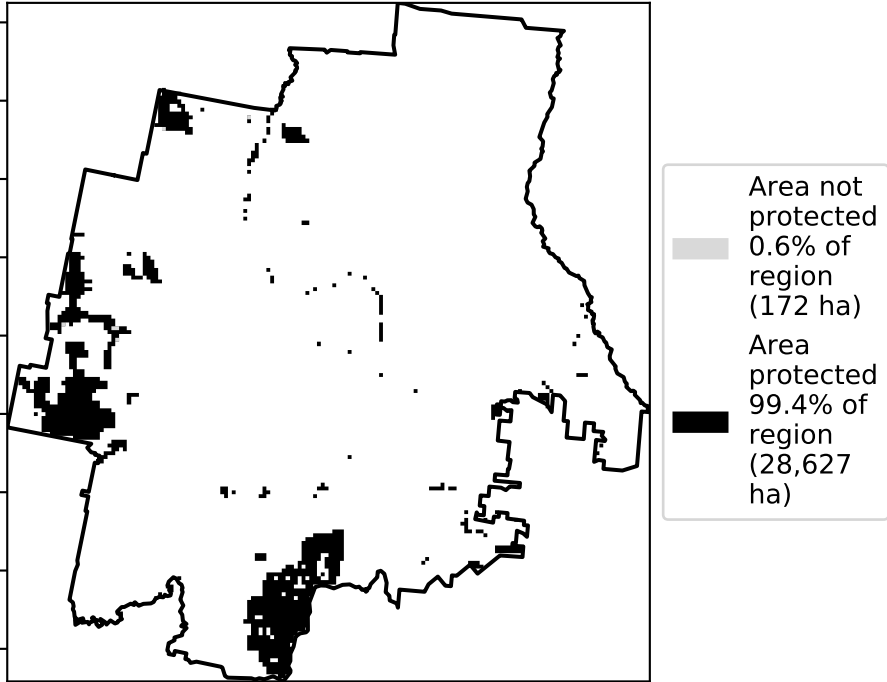 Area not
protected
0.6% of
region
(172 ha)
Area
protected
99.4% of
region
(28,627
ha)